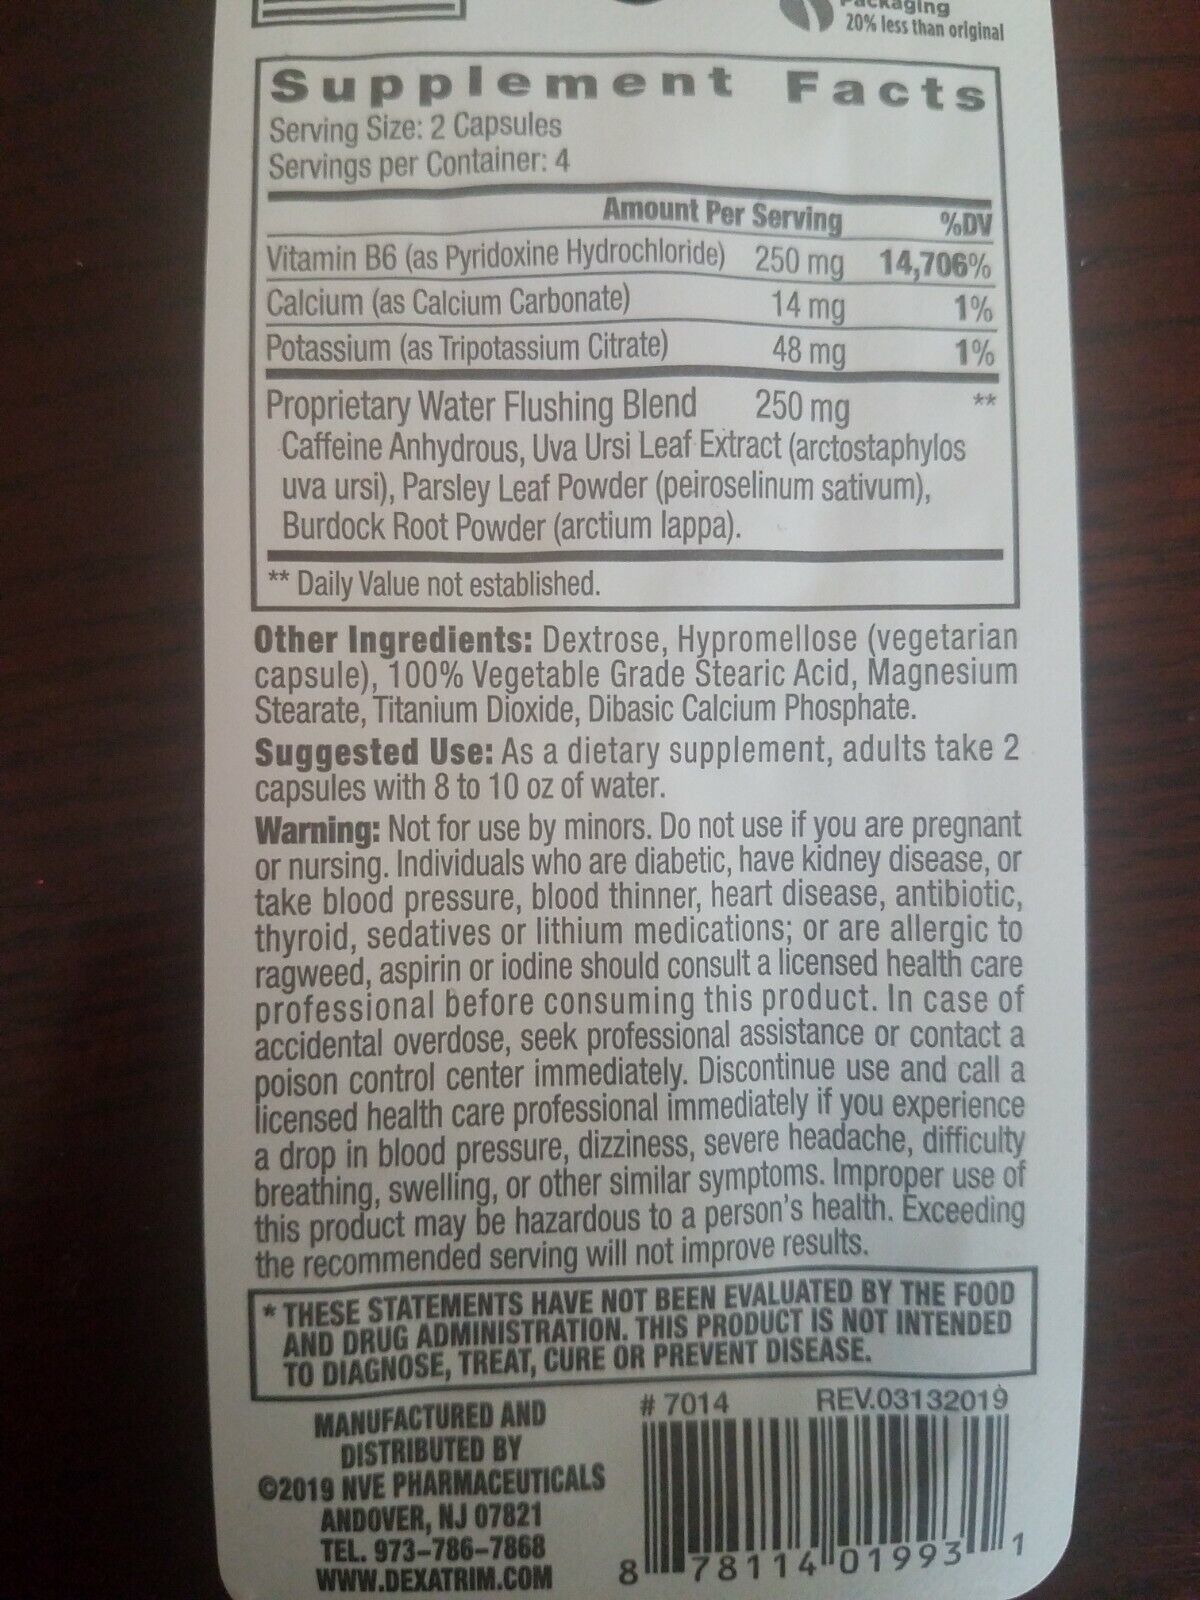 Packaging
20% less than original
Supplement Facts
Serving Size: 2 Capsules
Servings per Container: 4
Amount Per Serving %DV
Vitamin B6 (as Pyridoxine Hydrochloride) 250 mg 14,706%
Calcium (as Calcium Carbonate) 14 mg 1%
Potassium (as Tripotassium Citrate) 48 mg 1%
Proprietary Water Flushing Blend 250 mg **
Caffeine Anhydrous, Uva Ursi Leaf Extract (arctostaphylos
uva ursi), Parsley Leaf Powder (peiroselinum sativum),
Burdock Root Powder (arctium lappa).
** Daily Value not established.
Other Ingredients: Dextrose, Hypromellose (vegetarian
capsule), 100% Vegetable Grade Stearic Acid, Magnesium
Stearate, Titanium Dioxide, Dibasic Calcium Phosphate.
Suggested Use: As a dietary supplement, adults take 2
capsules with 8 to 10 oz of water.
Warning: Not for use by minors. Do not use if you are pregnant
or nursing. Individuals who are diabetic, have kidney disease, or
take blood pressure, blood thinner, heart disease, antibiotic,
thyroid, sedatives or lithium medications; or are allergic to
ragweed, aspirin or iodine should consult a licensed health care
professional before consuming this product. In case of
accidental overdose, seek professional assistance or contact a
poison control center immediately. Discontinue use and call a
licensed health care professional immediately if you experience
a drop in blood pressure, dizziness, severe headache, difficulty
breathing, swelling, or other similar symptoms. Improper use of
this product may be hazardous to a person's health. Exceeding
the recommended serving will not improve results.
* THESE STATEMENTS HAVE NOT BEEN EVALUATED BY THE FOOD
AND DRUG ADMINISTRATION. THIS PRODUCT IS NOT INTENDED
TO DIAGNOSE, TREAT, CURE OR PREVENT DISEASE.
# 7014 REV.03132019
MANUFACTURED AND
DISTRIBUTED BY
©2019 NVE PHARMACEUTICALS
ANDOVER, NJ 07821
TEL. 973-786-7868
WWW.DEXATRIM.COM
8 78114 01993 1